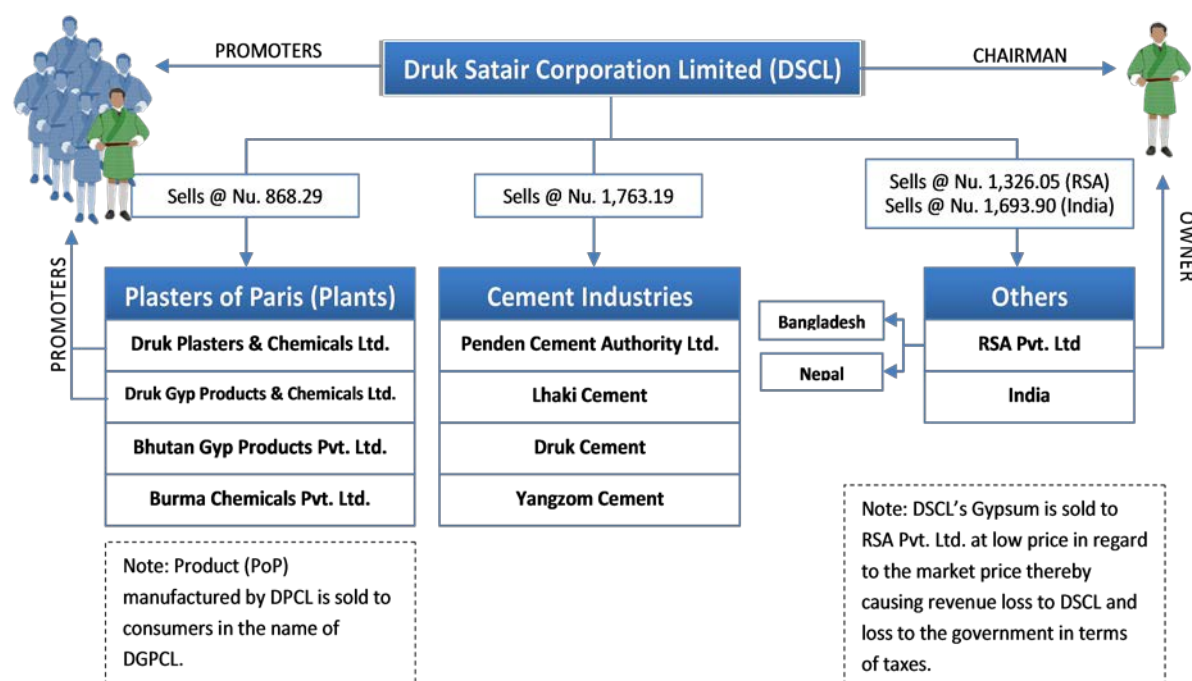 PROMOTERS
Druk Satair Corporation Limited (DSCL)
CHAIRMAN
Sells @ Nu. 868.29
Sells @ Nu. 1,763.19
Sells @ Nu. 1,326.05 (RSA)
Sells @ Nu. 1,693.90 (India)
PROMOTERS
OWNER
Plasters of Paris (Plants)
Druk Plasters & Chemicals Ltd.
Druk Gyp Products & Chemicals Ltd.
Bhutan Gyp Products Pvt. Ltd.
Burma Chemicals Pvt. Ltd.
Cement Industries
Penden Cement Authority Ltd.
Lhaki Cement
Druk Cement
Yangzom Cement
Bangladesh
Nepal
Others
RSA Pvt. Ltd
India
Note: Product (PoP)
manufactured by DPCL is sold to
consumers in the name of
DGPCL.
Note: DSCL’s Gypsum is sold to
RSA Pvt. Ltd. at low price in regard
to the market price thereby
causing revenue loss to DSCL and
loss to the government in terms
of taxes.